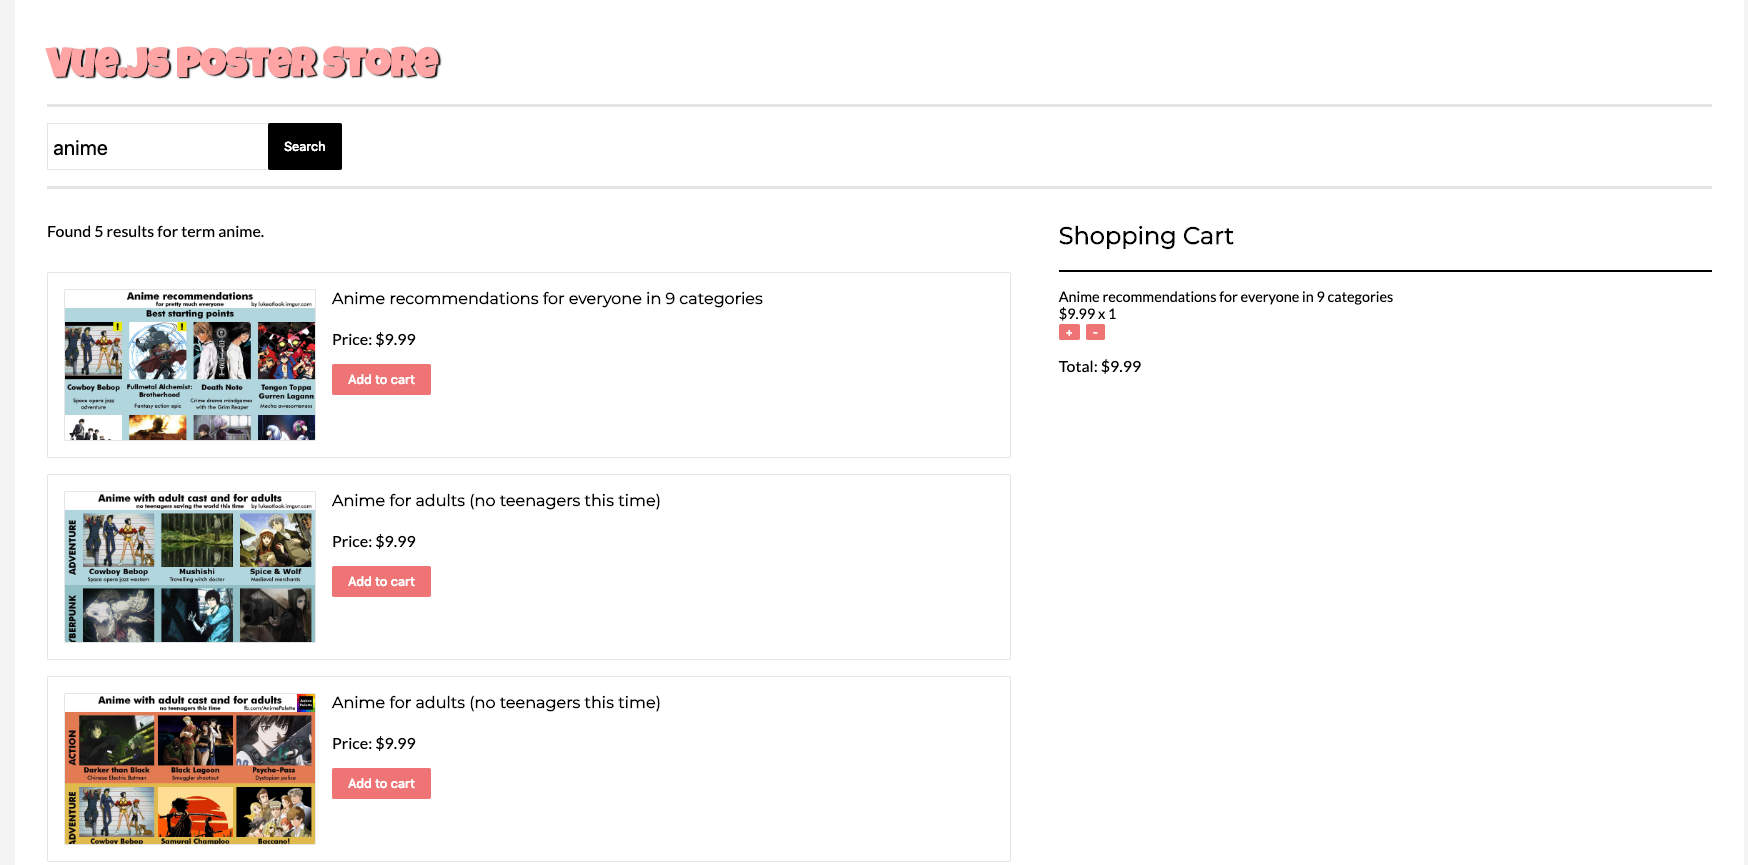 Vue.js Poster Store
anime
Search
Found 5 results for term anime.
Anime recommendations
for pretty much everyone
by lukeatlook.imgur.com
Best starting points
Cowboy Bebop
Space opera jazz
adventure
Fullmetal Alchemist:
Brotherhood
Fantasy action epic
Death Note
Crime drama mindgames
with the Grim Reaper
Tengen Toppa
Gurren Lagann
Mecha awesomeness
Anime recommendations for everyone in 9 categories
Price: $9.99
Add to cart
Anime with adult cast and for adults
no teenagers saving the world this time
by lukeatlook.imgur.com
ADVENTURE
Cowboy Bebop
Space opera jazz western
Mushishi
Travelling witch doctor
Spice & Wolf
Medieval merchants
YBERPUNK
Anime for adults (no teenagers this time)
Price: $9.99
Add to cart
Anime with adult cast and for adults
no teenagers this time
fb.com/AnimePalette
Anime
Palette
ACTION
Darker than Black
Chinese Electric Batman
Black Lagoon
Smuggler shootout
Psycho-Pass
Dystopian police
ADVENTURE
Cowboy Bebop
Samurai Champloo
Baccano!
Anime for adults (no teenagers this time)
Price: $9.99
Add to cart
Shopping Cart
Anime recommendations for everyone in 9 categories
$9.99 x 1
+ -
Total: $9.99